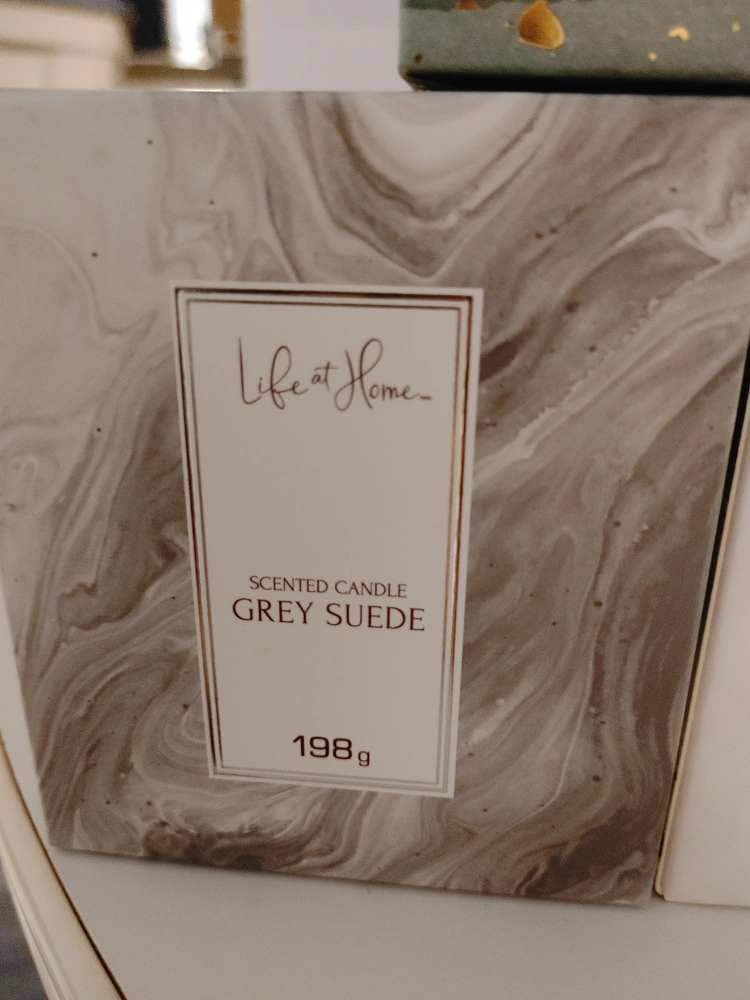 Life at Home
SCENTED CANDLE
GREY SUEDE
198g